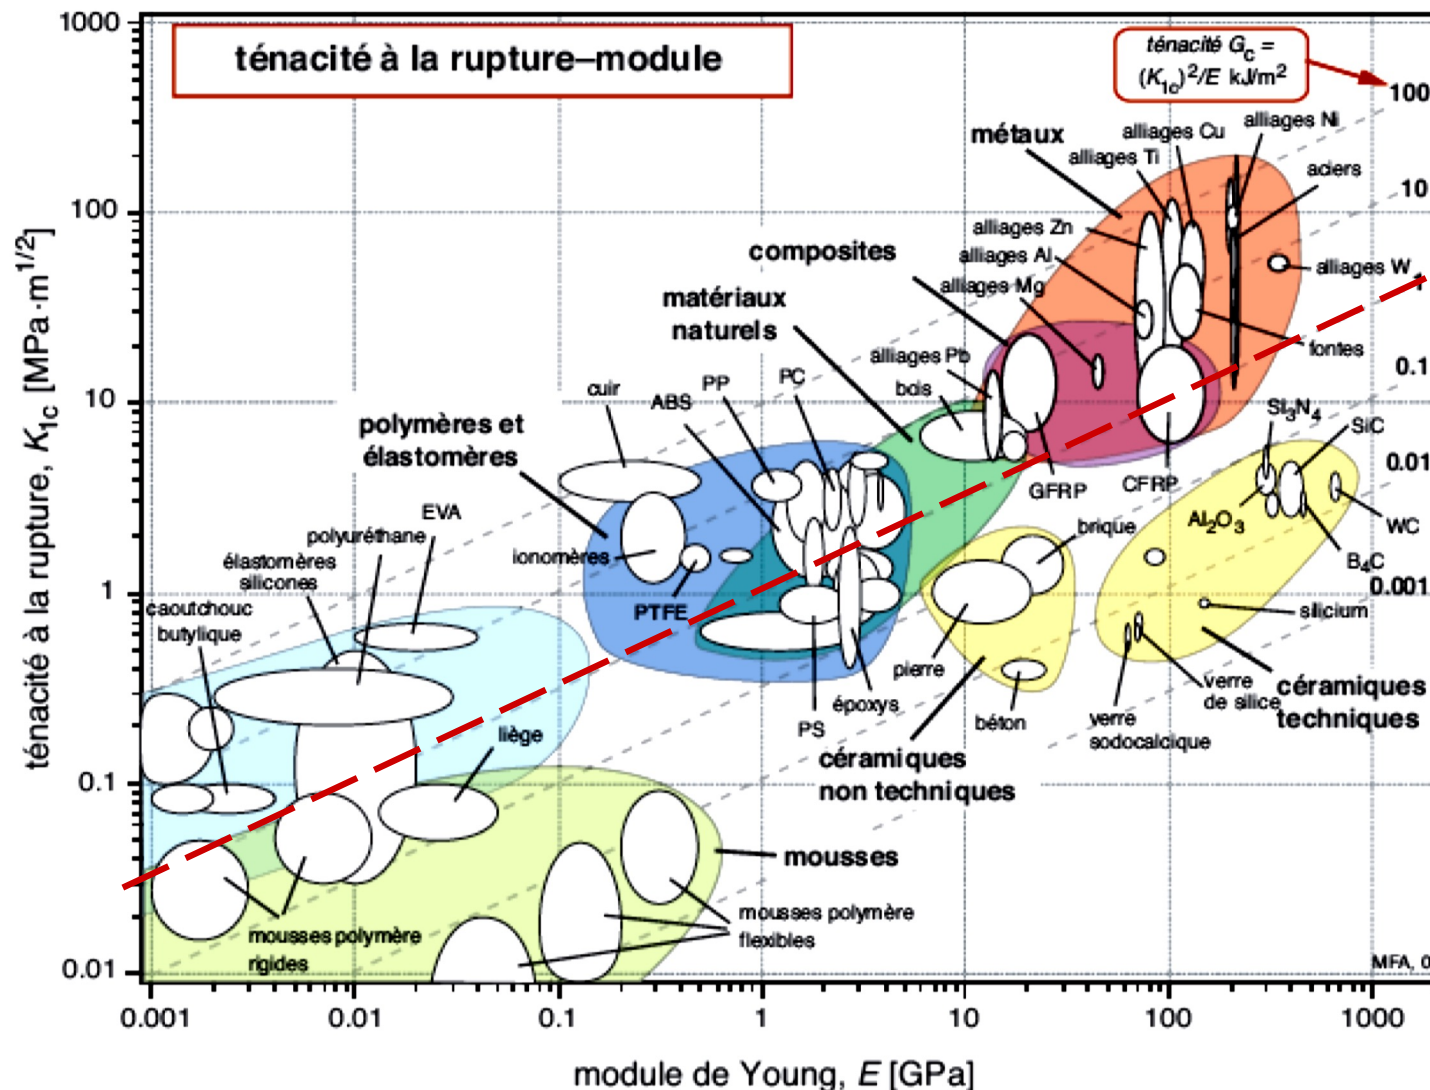 ténacité à la rupture–module
ténacité G_c =
(K_1c)²/E kJ/m²
1000
100
10
1
0.1
0.01
ténacité à la rupture, K_1c [MPa·m^1/2]
0.001
0.01
0.1
1
10
100
1000
module de Young, E [GPa]
100
10
1
0.1
0.01
0.001
métaux
alliages Cu
alliages Ni
alliages Ti
aciers
alliages Zn
alliages Al
alliages Mg
alliages W
fontes
composites
matériaux
naturels
alliages Pb
bois
GFRP
CFRP
cuir
ABS
PP
PC
polymères et
élastomères
ionomères
PTFE
EVA
polyuréthane
élastomères
silicones
caoutchouc
butylique
liège
PS
époxys
pierre
brique
béton
céramiques
non techniques
Si₃N₄
SiC
Al₂O₃
WC
B₄C
silicium
verre
de silice
verre
sodocalcique
céramiques
techniques
mousses
mousses polymère
flexibles
mousses polymère
rigides
MFA, 0